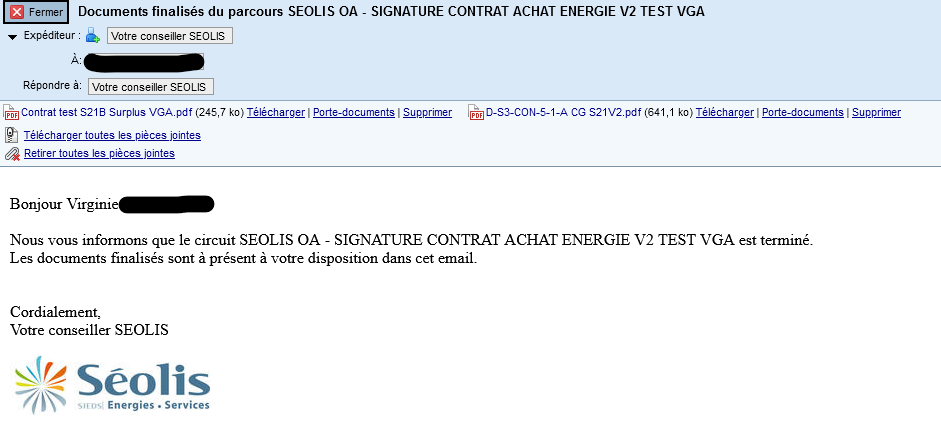 Fermer Documents finalisés du parcours SEOLIS OA - SIGNATURE CONTRAT ACHAT ENERGIE V2 TEST VGA
Expéditeur : Votre conseiller SEOLIS
À:
Répondre à: Votre conseiller SEOLIS
Contrat test S21B Surplus VGA.pdf (245,7 ko) Télécharger | Porte-documents | Supprimer D-S3-CON-5-1-A CG S21V2.pdf (641,1 ko) Télécharger | Porte-documents | Supprimer
Télécharger toutes les pièces jointes
Retirer toutes les pièces jointes
Bonjour Virginie
Nous vous informons que le circuit SEOLIS OA - SIGNATURE CONTRAT ACHAT ENERGIE V2 TEST VGA est terminé.
Les documents finalisés sont à présent à votre disposition dans cet email.
Cordialement,
Votre conseiller SEOLIS
Séolis
SIEDS Energies • Services